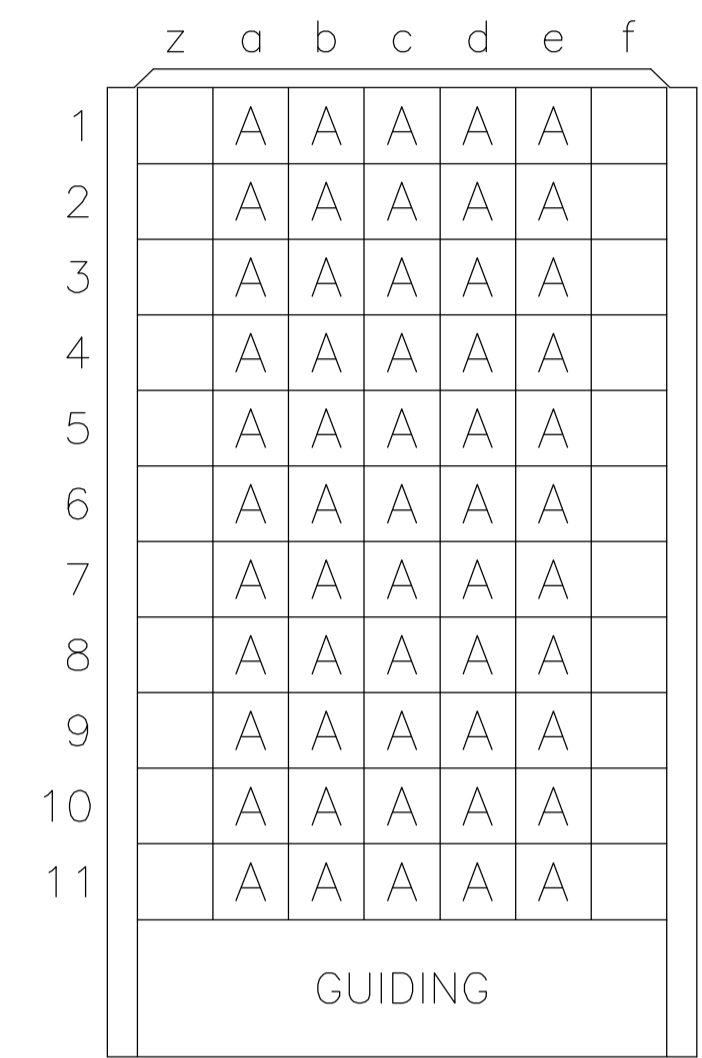 z a b c d e f
1 A A A A A
2 A A A A A
3 A A A A A
4 A A A A A
5 A A A A A
6 A A A A A
7 A A A A A
8 A A A A A
9 A A A A A
10 A A A A A
11 A A A A A
GUIDING